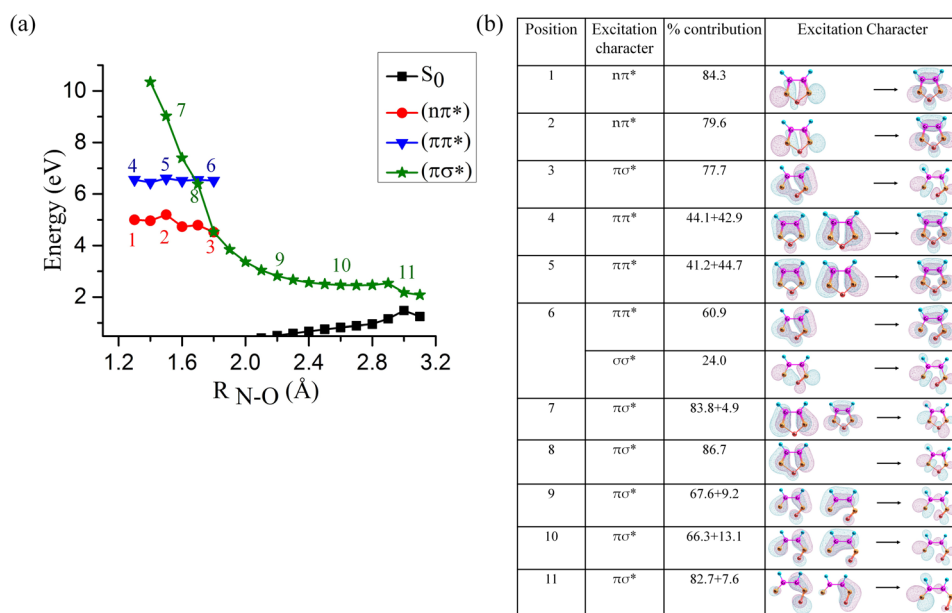 (a)
10
8
6
4
2
Energy (eV)
1.2 1.6 2.0 2.4 2.8 3.1
R N-O (Å)
S0
(nπ*)
(ππ*)
(πσ*)
7
4 5 6
8
1 2 3
9 10 11
(b)
Position Excitation character % contribution Excitation Character
1 nπ* 84.3
2 nπ* 79.6
3 πσ* 77.7
4 ππ* 44.1+42.9
5 ππ* 41.2+44.7
6 ππ* 60.9
σσ* 24.0
7 πσ* 83.8+4.9
8 πσ* 86.7
9 πσ* 67.6+9.2
10 πσ* 66.3+13.1
11 πσ* 82.7+7.6